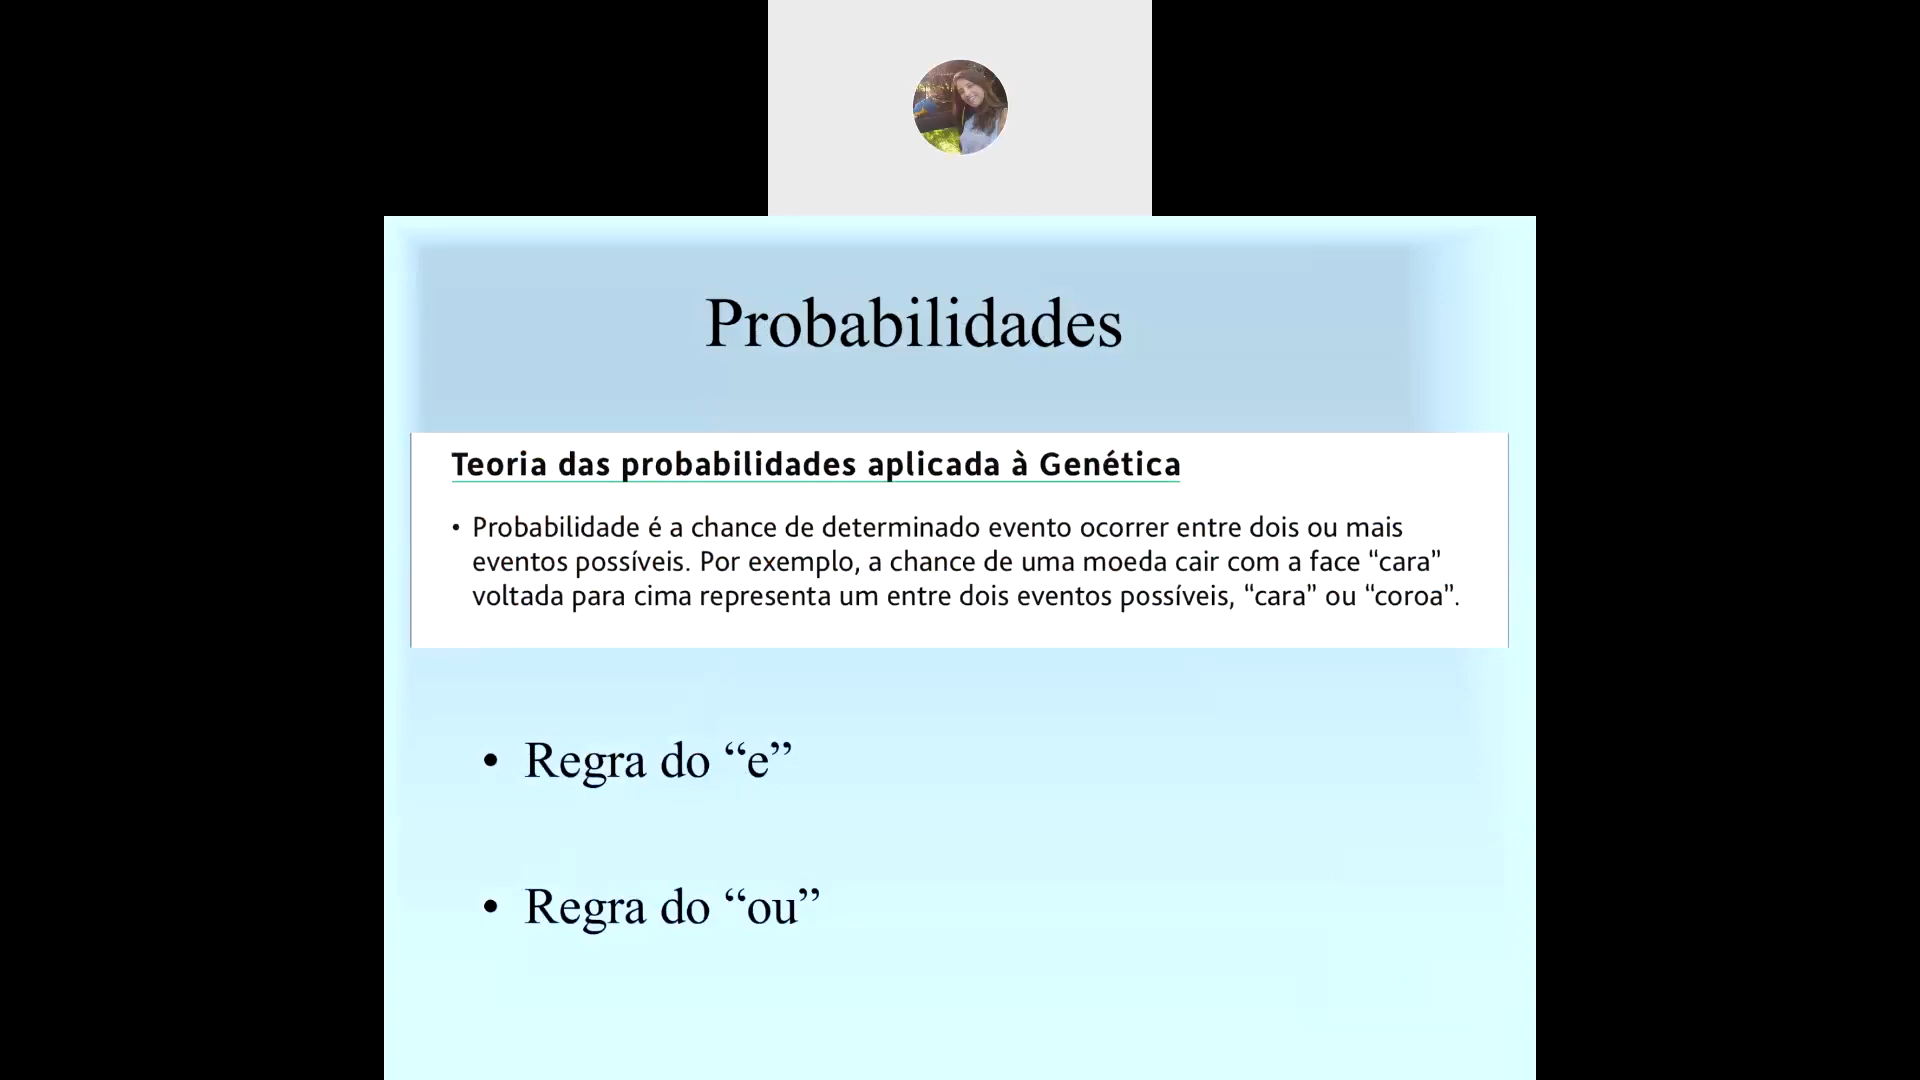 Probabilidades
Teoria das probabilidades aplicada à Genética
• Probabilidade é a chance de determinado evento ocorrer entre dois ou mais
eventos possíveis. Por exemplo, a chance de uma moeda cair com a face “cara”
voltada para cima representa um entre dois eventos possíveis, “cara” ou “coroa”.
• Regra do “e”
• Regra do “ou”